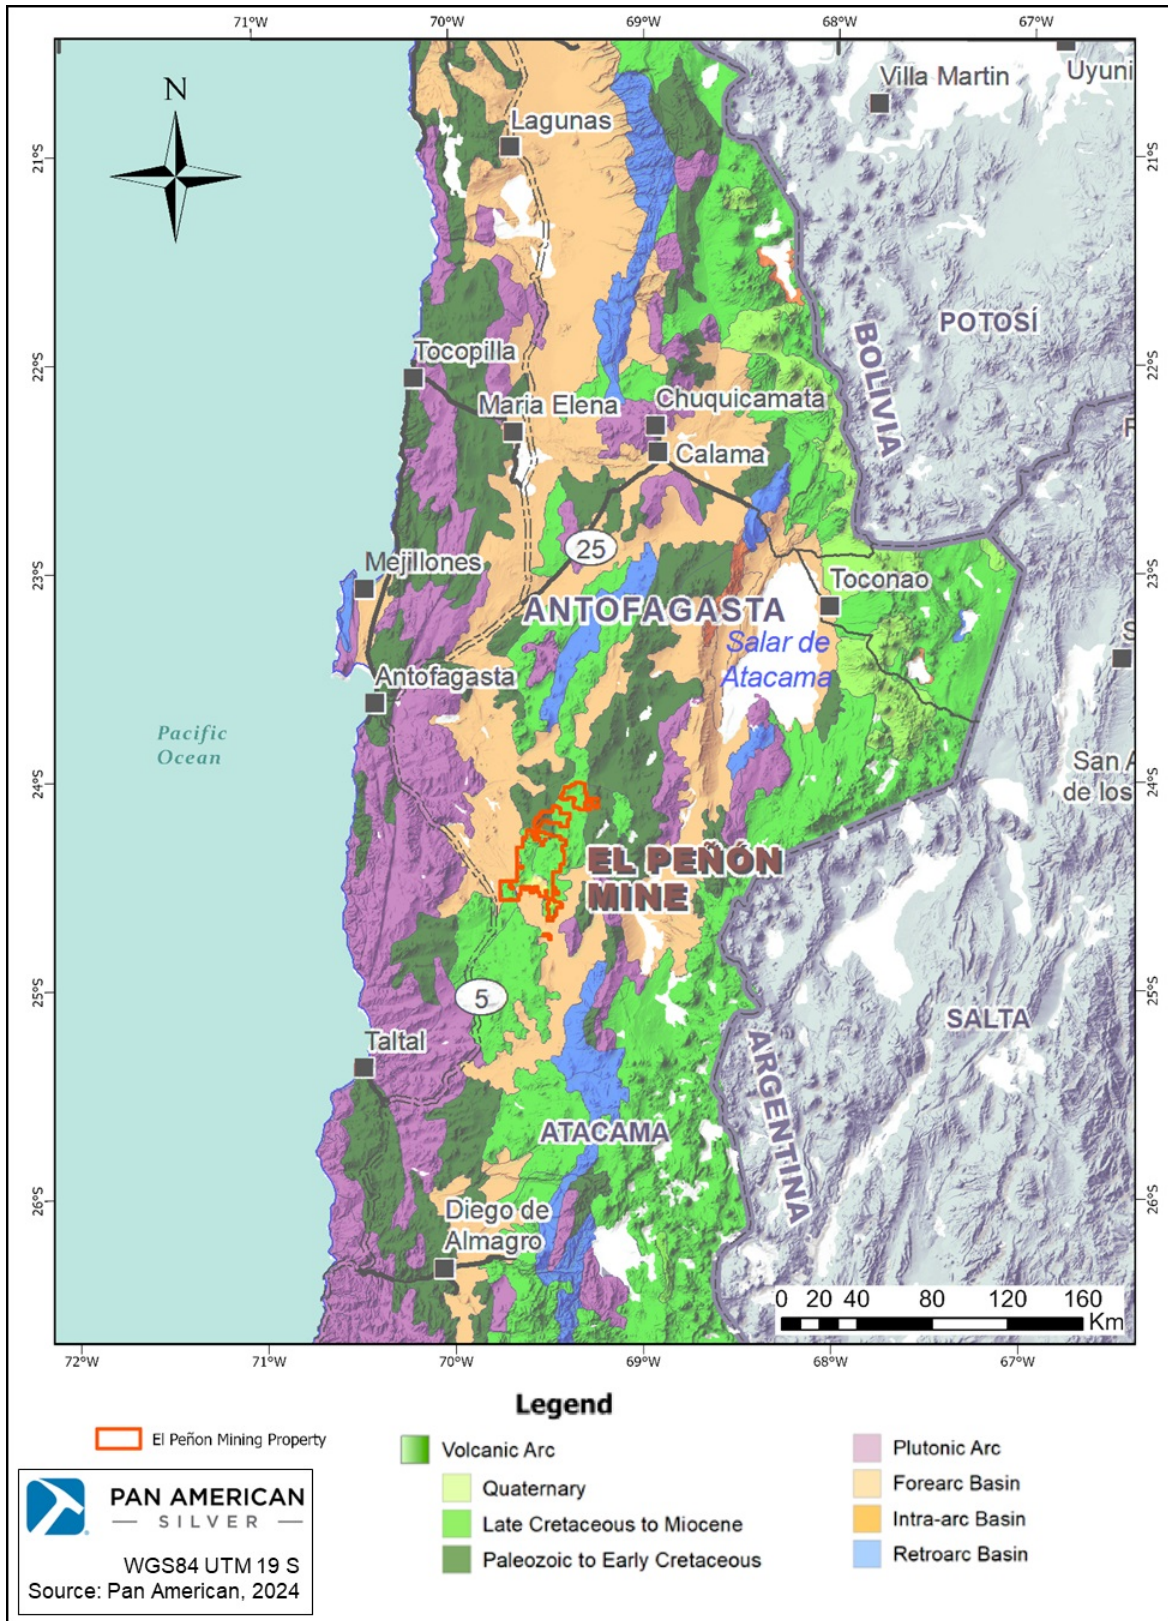 71°W
70°W
69°W
68°W
67°W
N
Villa Martin
Uyuni
Lagunas
21°S
21°S
POTOSÍ
BOLIVIA
22°S
22°S
Tocopilla
Maria Elena
Chuquicamata
Calama
25
23°S
23°S
Mejillones
Toconao
ANTOFAGASTA
Salar de
Atacama
Antofagasta
Pacific
Ocean
24°S
24°S
San A
de los
EL PEÑÓN
MINE
25°S
25°S
5
SALTA
Taltal
ARGENTINA
ATACAMA
26°S
26°S
Diego de
Almagro
0 20 40 80 120 160
Km
72°W
71°W
70°W
69°W
68°W
67°W
Legend
El Peñon Mining Property
Volcanic Arc
Quaternary
Late Cretaceous to Miocene
Paleozoic to Early Cretaceous
Plutonic Arc
Forearc Basin
Intra-arc Basin
Retroarc Basin
PAN AMERICAN
— SILVER —
WGS84 UTM 19 S
Source: Pan American, 2024